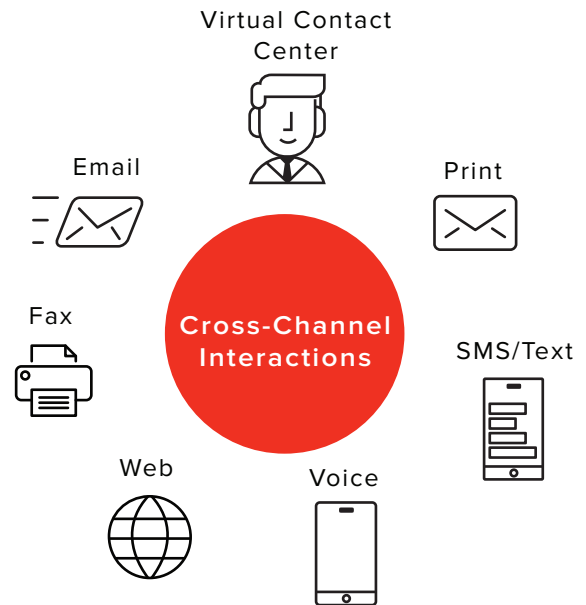 Virtual Contact
Center
Email
Print
Fax
Cross-Channel
Interactions
SMS/Text
Web
Voice